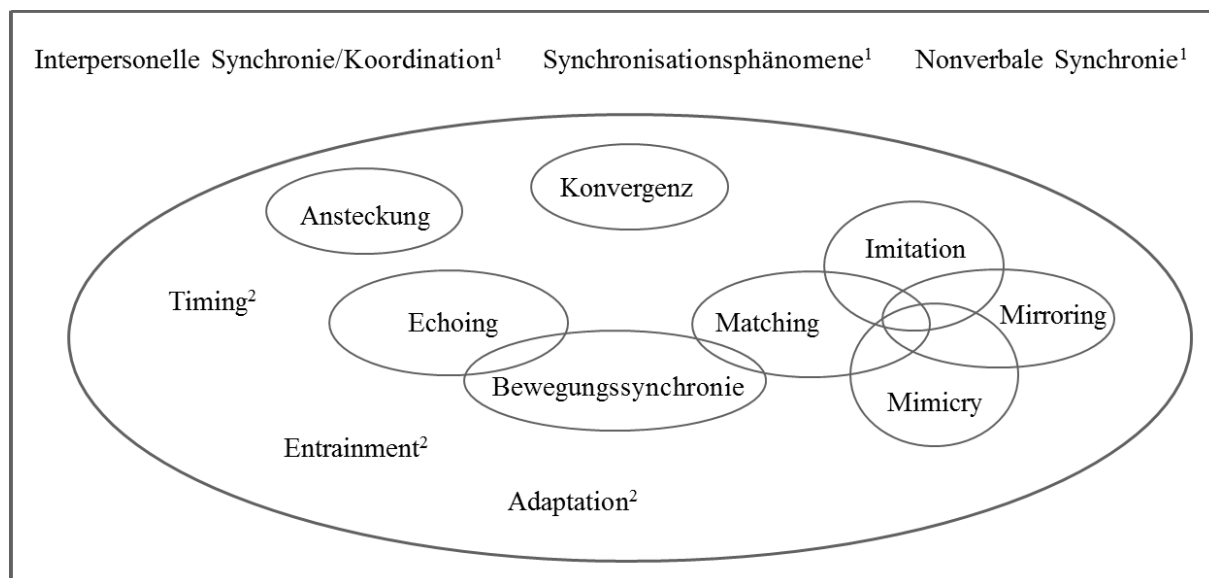 Interpersonelle Synchronie/Koordination¹ Synchronisationsphänomene¹ Nonverbale Synchronie¹
Konvergenz
Ansteckung
Imitation
Timing²
Echoing
Matching
Mirroring
Bewegungssynchronie
Mimicry
Entrainment²
Adaptation²